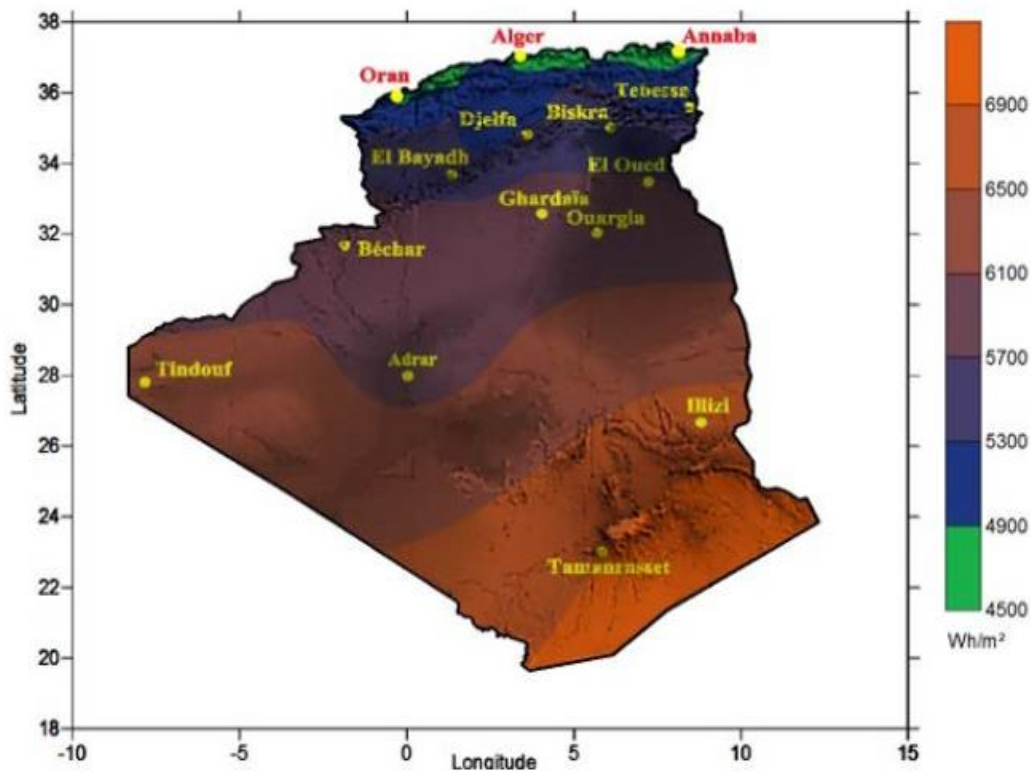 38
36
34
32
30
28
26
24
22
20
18
Latitude
-10
-5
0
5
10
15
Longitude
Alger
Annaba
Oran
Tebessa
Biskra
Djelfa
El Bayadh
El Oued
Ghardaïa
Ouargla
Béchar
Adrar
Tindouf
Illizi
Tamanrasset
6900
6500
6100
5700
5300
4900
4500
Wh/m²